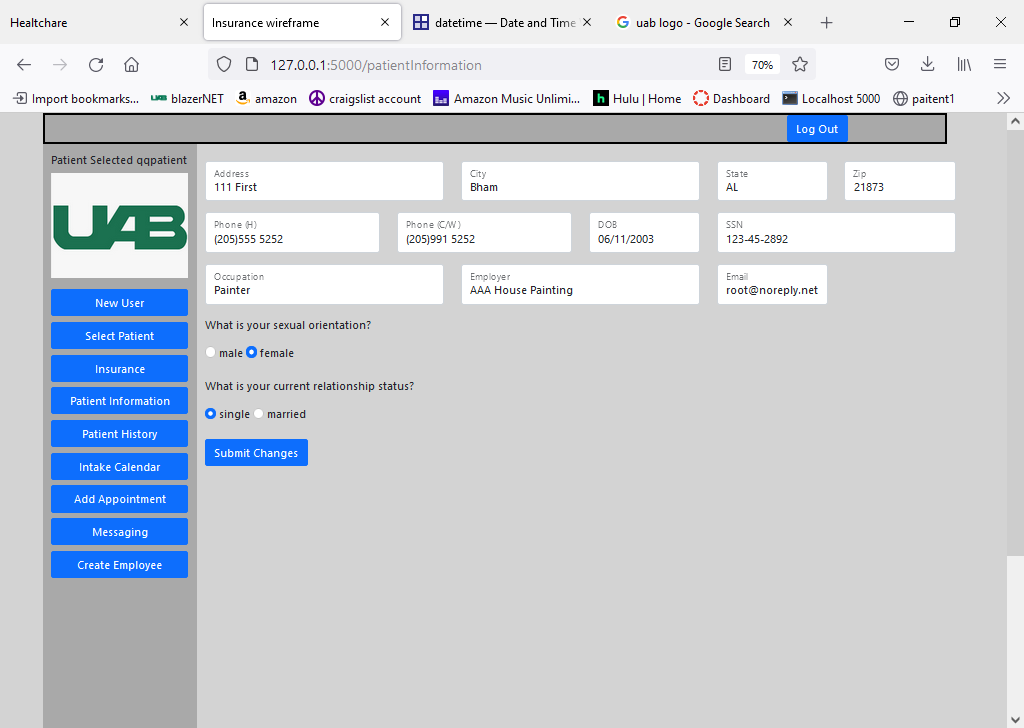 Healtchare
Insurance wireframe
datetime — Date and Time
uab logo - Google Search
127.0.0.1:5000/patientInformation
70%
Import bookmarks... blazerNET amazon craigslist account Amazon Music Unlimi... Hulu | Home Dashboard Localhost 5000 paitent1
Log Out
Patient Selected qqpatient
UAB
New User
Select Patient
Insurance
Patient Information
Patient History
Intake Calendar
Add Appointment
Messaging
Create Employee
Address
111 First
City
Bham
State
AL
Zip
21873
Phone (H)
(205)555 5252
Phone (C/W)
(205)991 5252
DOB
06/11/2003
SSN
123-45-2892
Occupation
Painter
Employer
AAA House Painting
Email
root@noreply.net
What is your sexual orientation?
male female
What is your current relationship status?
single married
Submit Changes